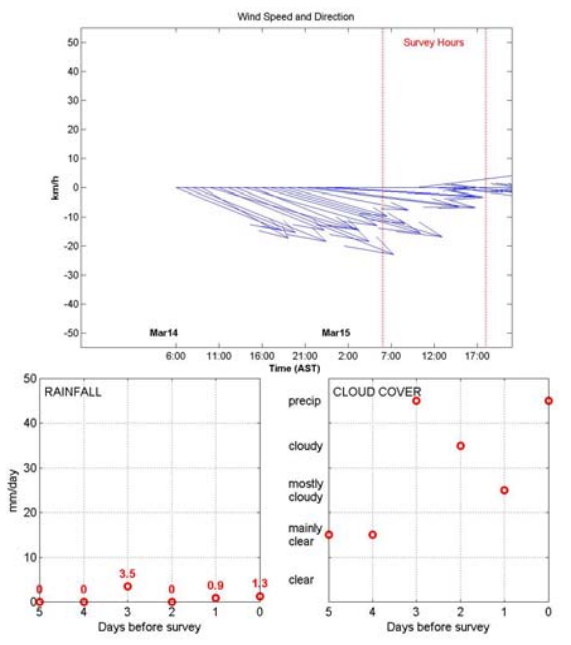 Wind Speed and Direction
Survey Hours
50
40
30
20
10
0
-10
-20
-30
-40
-50
km/h
Mar14 Mar15
6:00 11:00 16:00 21:00 2:00 7:00 12:00 17:00
Time (AST)
RAINFALL
50
40
30
20
10
0
mm/day
0 0 3.5 0 0.9 1.3
5 4 3 2 1 0
Days before survey
CLOUD COVER
precip
cloudy
mostly
cloudy
mainly
clear
clear
5 4 3 2 1 0
Days before survey